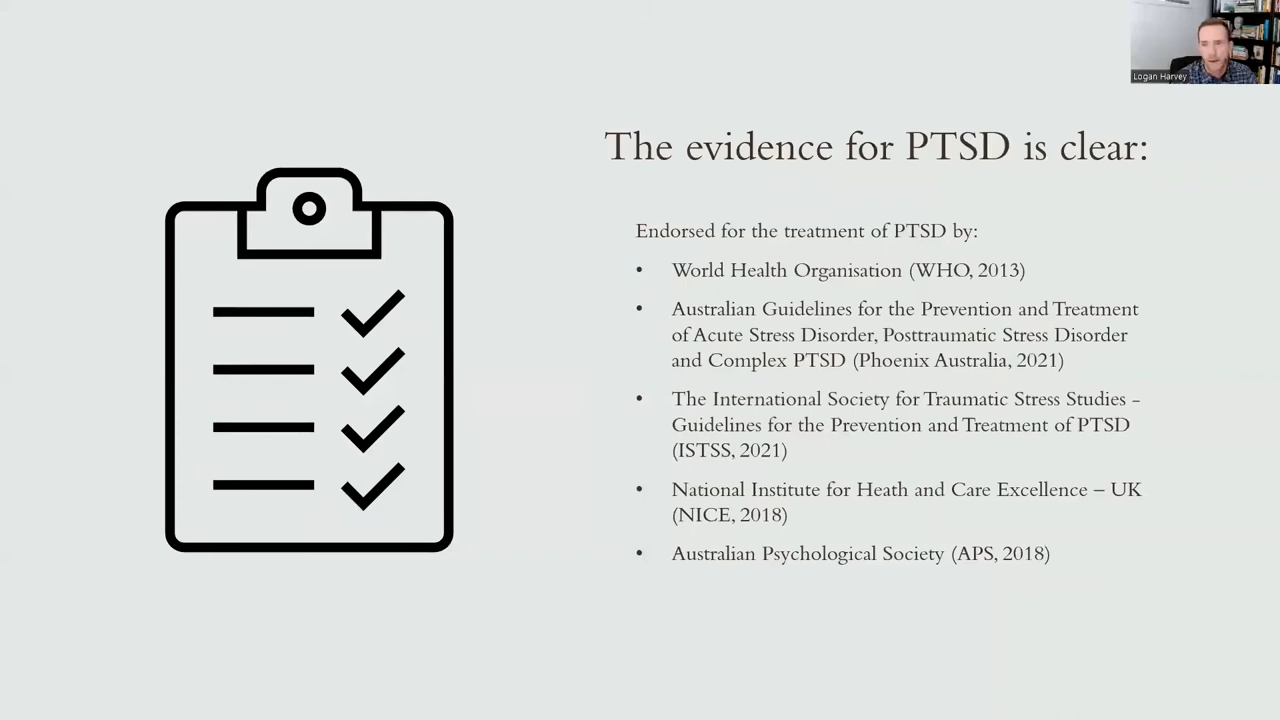 Logan Harvey
The evidence for PTSD is clear:
Endorsed for the treatment of PTSD by:
• World Health Organisation (WHO, 2013)
• Australian Guidelines for the Prevention and Treatment
of Acute Stress Disorder, Posttraumatic Stress Disorder
and Complex PTSD (Phoenix Australia, 2021)
• The International Society for Traumatic Stress Studies -
Guidelines for the Prevention and Treatment of PTSD
(ISTSS, 2021)
• National Institute for Heath and Care Excellence – UK
(NICE, 2018)
• Australian Psychological Society (APS, 2018)